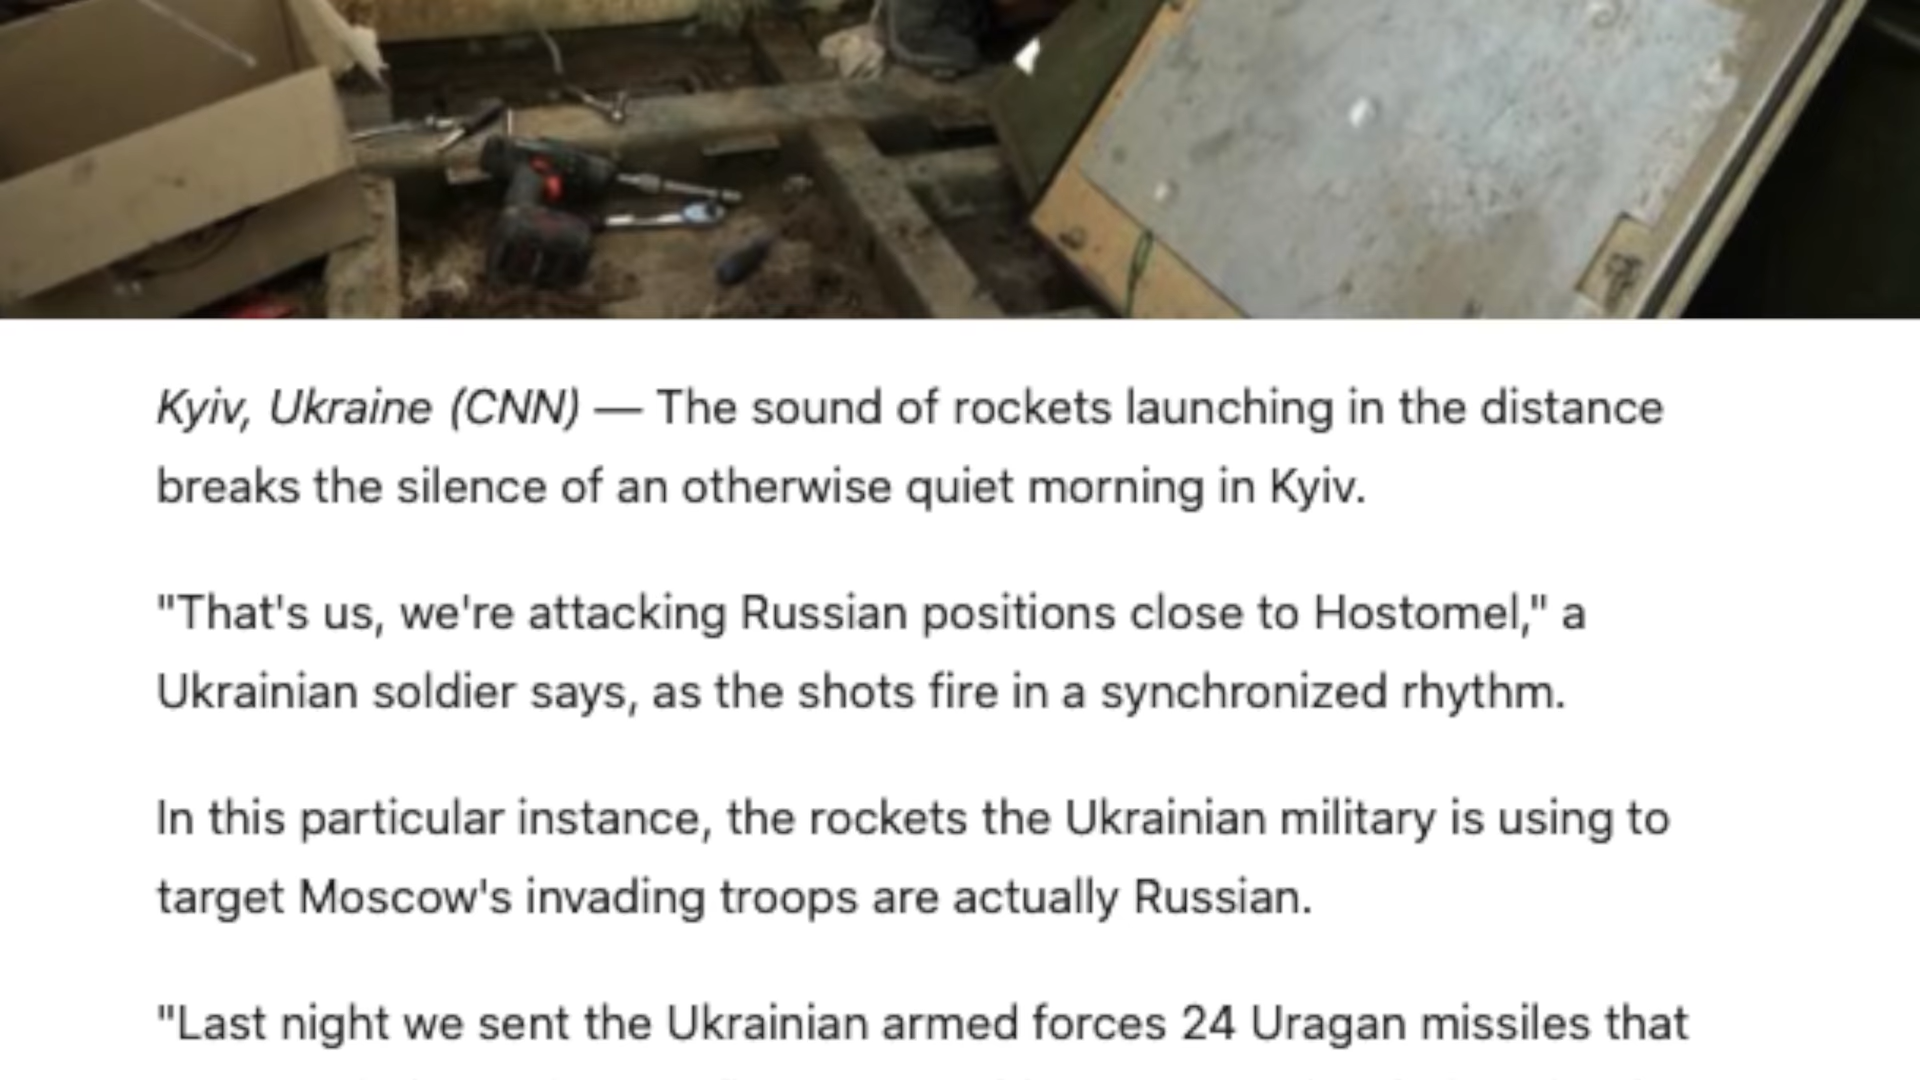 Kyiv, Ukraine (CNN) — The sound of rockets launching in the distance
breaks the silence of an otherwise quiet morning in Kyiv.
"That's us, we're attacking Russian positions close to Hostomel," a
Ukrainian soldier says, as the shots fire in a synchronized rhythm.
In this particular instance, the rockets the Ukrainian military is using to
target Moscow's invading troops are actually Russian.
"Last night we sent the Ukrainian armed forces 24 Uragan missiles that